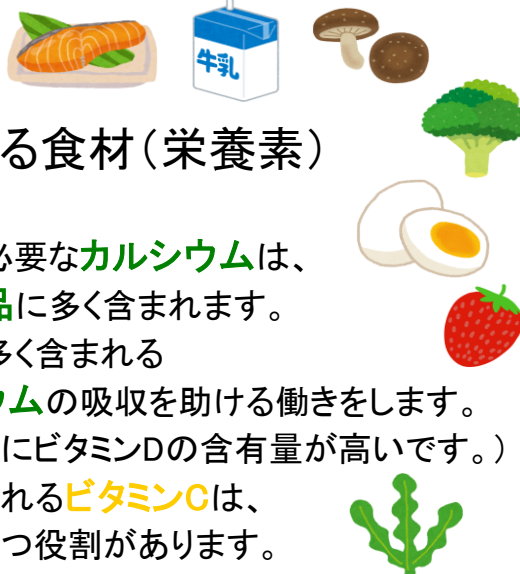 牛乳
る食材（栄養素）
必要なカルシウムは、
品に多く含まれます。
多く含まれる
ウムの吸収を助ける働きをします。
にビタミンDの含有量が高いです。）
れるビタミンCは、
つ役割があります。